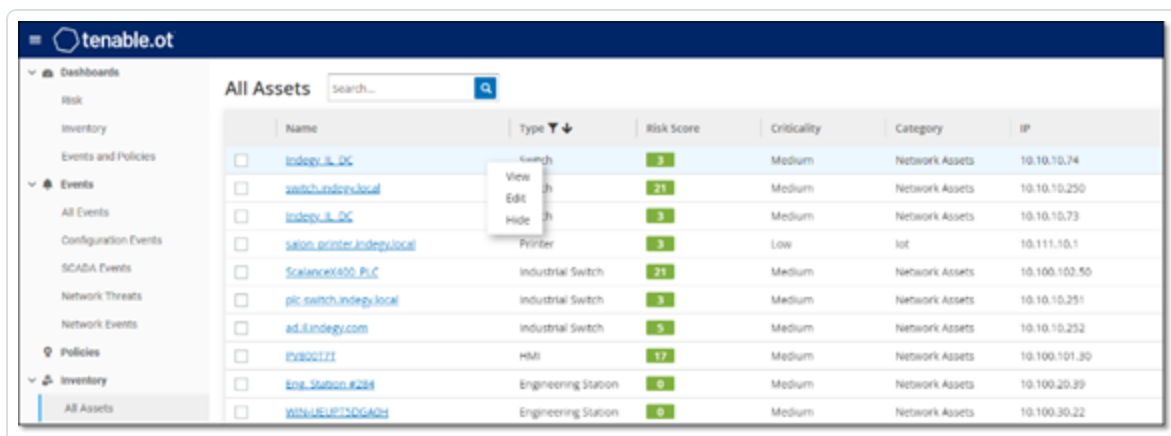 tenable.ot
Dashboards
Risk
Inventory
Events and Policies
Events
All Events
Configuration Events
SCADA Events
Network Threats
Network Events
Policies
Inventory
All Assets
All Assets Search...
Name Type Risk Score Criticality Category IP
Indegy_IL_DC Switch 3 Medium Network Assets 10.10.10.74
switch.indegy.local 21 Medium Network Assets 10.10.10.250
Indegy_IL_DC 3 Medium Network Assets 10.10.10.73
salon_printer.indegy.local Printer 3 Low Iot 10.111.10.1
ScalanceX400_PLC Industrial Switch 21 Medium Network Assets 10.100.102.50
plc.switch.indegy.local Industrial Switch 3 Medium Network Assets 10.10.10.251
ad.il.indegy.com Industrial Switch 5 Medium Network Assets 10.10.10.252
PV800T7T HMI 17 Medium Network Assets 10.100.101.30
Eng. Station #284 Engineering Station 0 Medium Network Assets 10.100.20.39
Engineering Station 0 Medium Network Assets 10.100.30.22
View
Edit
Hide